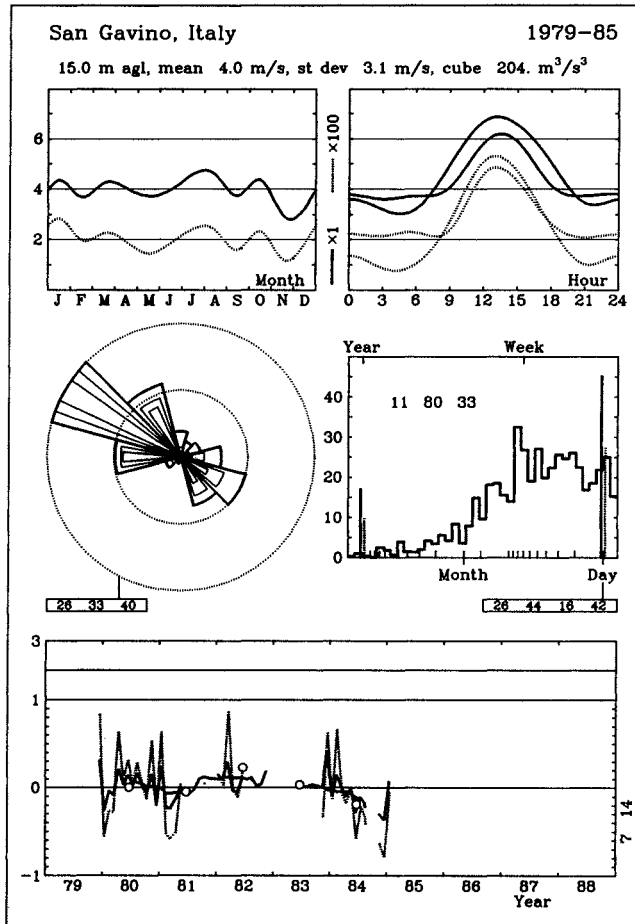 San Gavino, Italy 1979-85
15.0 m agl, mean 4.0 m/s, st dev 3.1 m/s, cube 204. m³/s³
6
4
2
×1 ×100
J F M A M J J A S O N D
Month
0 3 6 9 12 15 18 21 24
Hour
Year Week
50
40
30
20
10
0
11 80 33
Month Day
26 33 40
26 44 16 42
3
1
0
-1
79 80 81 82 83 84 85 86 87 88
Year
7 14